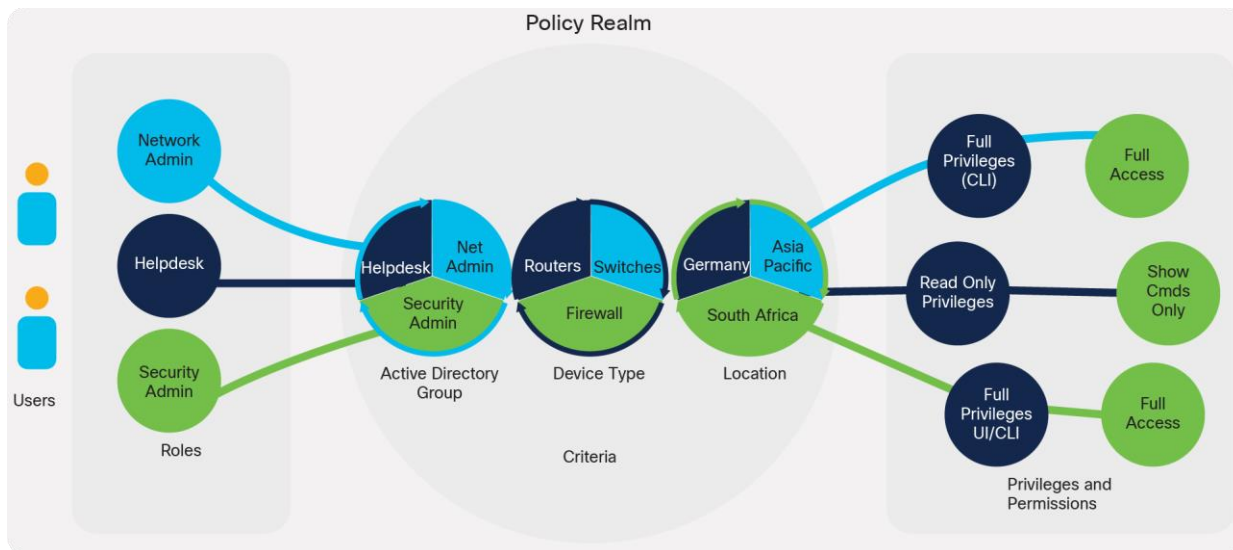 Policy Realm
Users
Network
Admin
Helpdesk
Security
Admin
Roles
Helpdesk
Net
Admin
Security
Admin
Active Directory
Group
Routers
Switches
Firewall
Device Type
Germany
Asia
Pacific
South Africa
Location
Criteria
Full
Privileges
(CLI)
Full
Access
Read Only
Privileges
Show
Cmds
Only
Full
Privileges
UI/CLI
Full
Access
Privileges and
Permissions